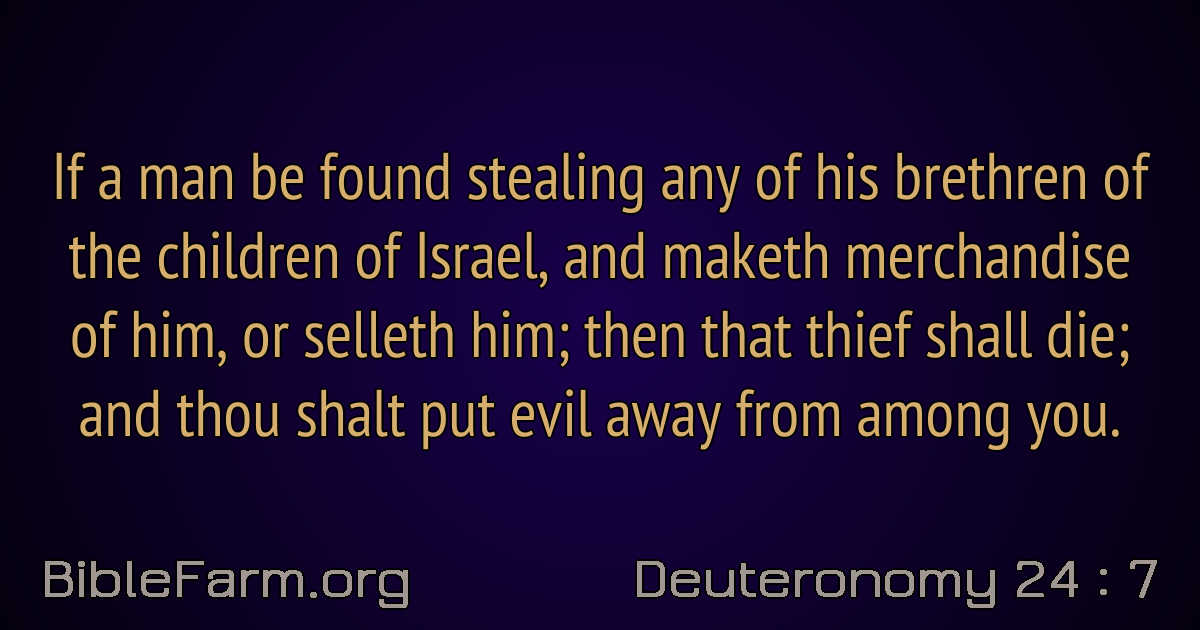 If a man be found stealing any of his brethren of
the children of Israel, and maketh merchandise
of him, or selleth him; then that thief shall die;
and thou shalt put evil away from among you.
BibleFarm.org
Deuteronomy 24 : 7